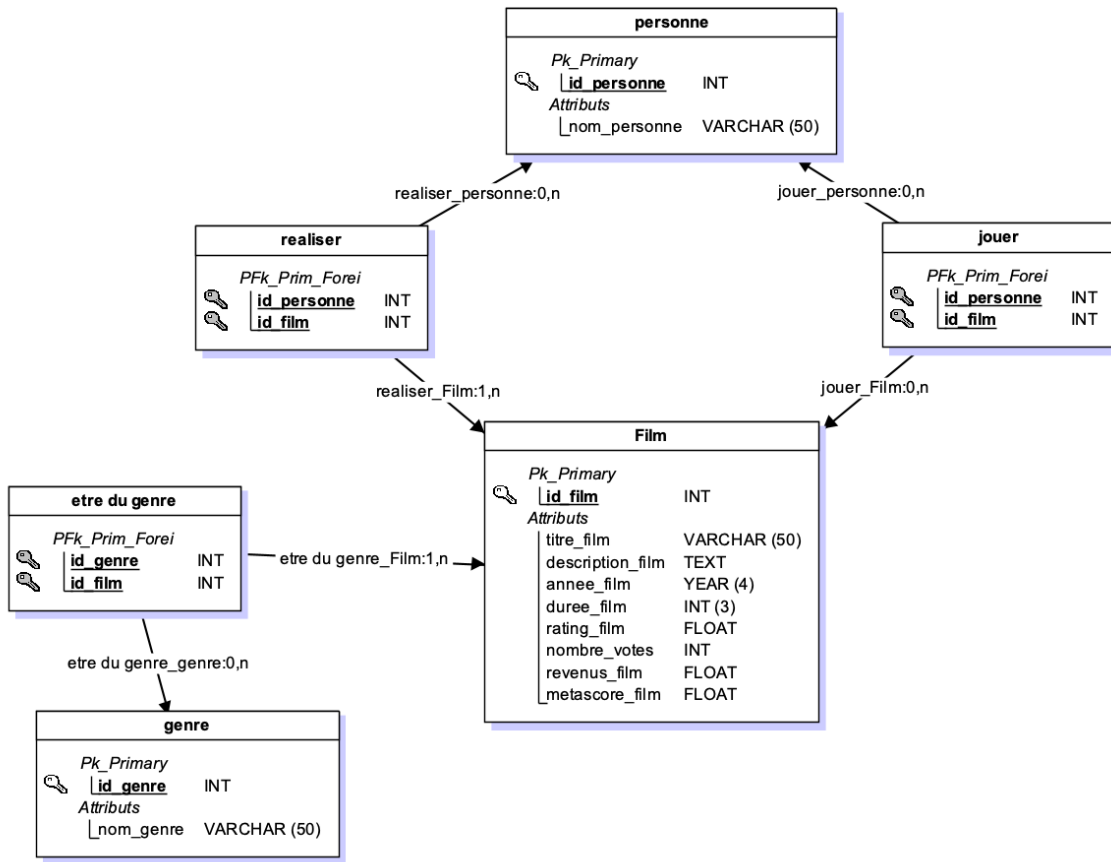 personne
Pk_Primary
id_personne INT
Attributs
nom_personne VARCHAR (50)
realiser_personne:0,n
jouer_personne:0,n
realiser
PFk_Prim_Forei
id_personne INT
id_film INT
jouer
PFk_Prim_Forei
id_personne INT
id_film INT
realiser_Film:1,n
jouer_Film:0,n
Film
Pk_Primary
id_film INT
Attributs
titre_film VARCHAR (50)
description_film TEXT
annee_film YEAR (4)
duree_film INT (3)
rating_film FLOAT
nombre_votes INT
revenus_film FLOAT
metascore_film FLOAT
etre du genre
PFk_Prim_Forei
id_genre INT
id_film INT
etre du genre_Film:1,n
etre du genre_genre:0,n
genre
Pk_Primary
id_genre INT
Attributs
nom_genre VARCHAR (50)